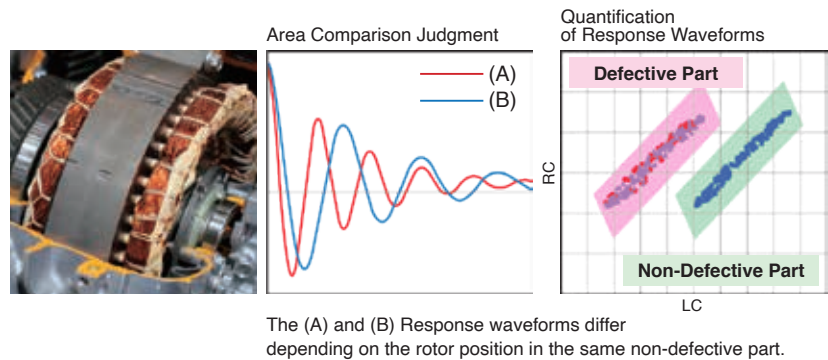 Area Comparison Judgment
(A)
(B)
Quantification
of Response Waveforms
Defective Part
RC
Non-Defective Part
LC
The (A) and (B) Response waveforms differ
depending on the rotor position in the same non-defective part.